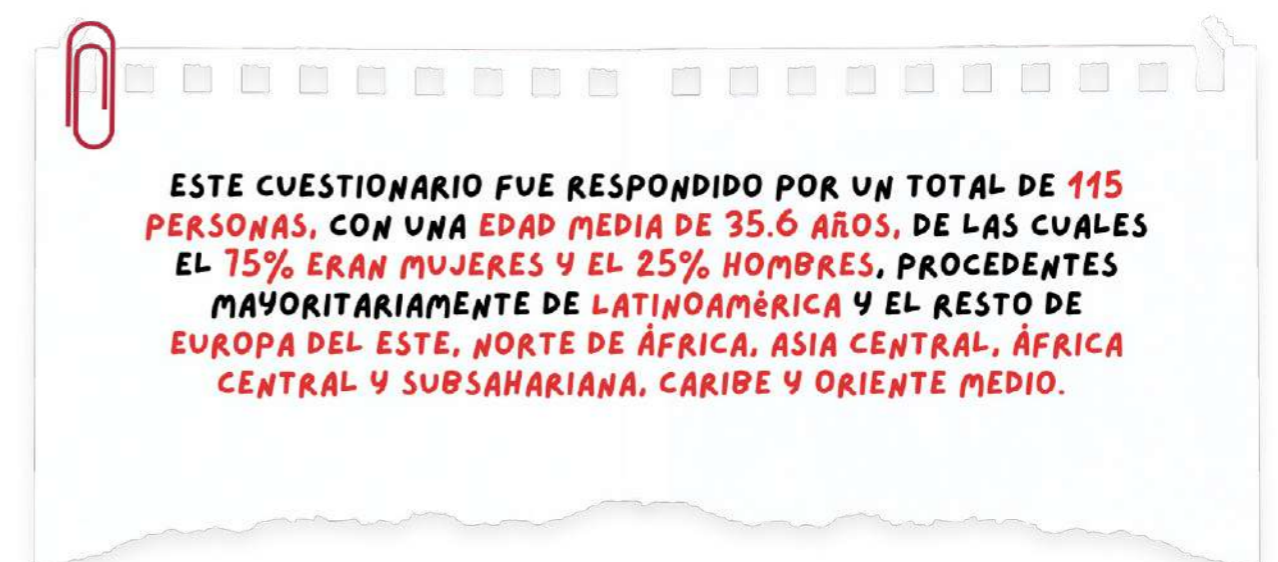 ESTE CUESTIONARIO FUE RESPONDIDO POR UN TOTAL DE 115
PERSONAS, CON UNA EDAD MEDIA DE 35.6 AÑOS, DE LAS CUALES
EL 75% ERAN MUJERES Y EL 25% HOMBRES, PROCEDENTES
MAYORITARIAMENTE DE LATINOAMÉRICA Y EL RESTO DE
EUROPA DEL ESTE, NORTE DE ÁFRICA, ASIA CENTRAL, ÁFRICA
CENTRAL Y SUBSAHARIANA, CARIBE Y ORIENTE MEDIO.